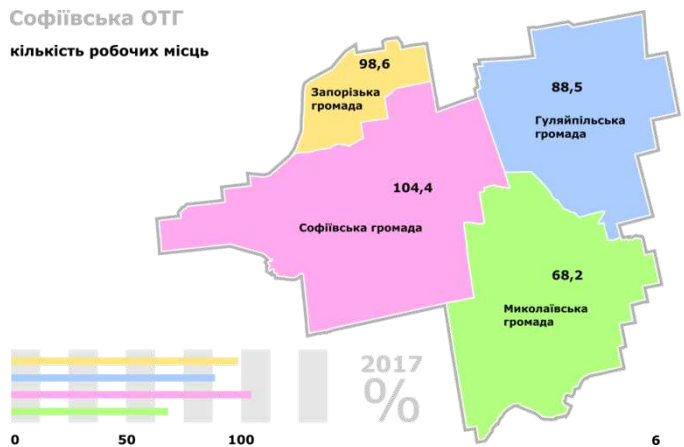 Софіївська ОТГ
кількість робочих місць
98,6
Запорізька
громада
88,5
Гуляйпільська
громада
104,4
Софіївська громада
68,2
Миколаївська
громада
2017
%
0 50 100
6